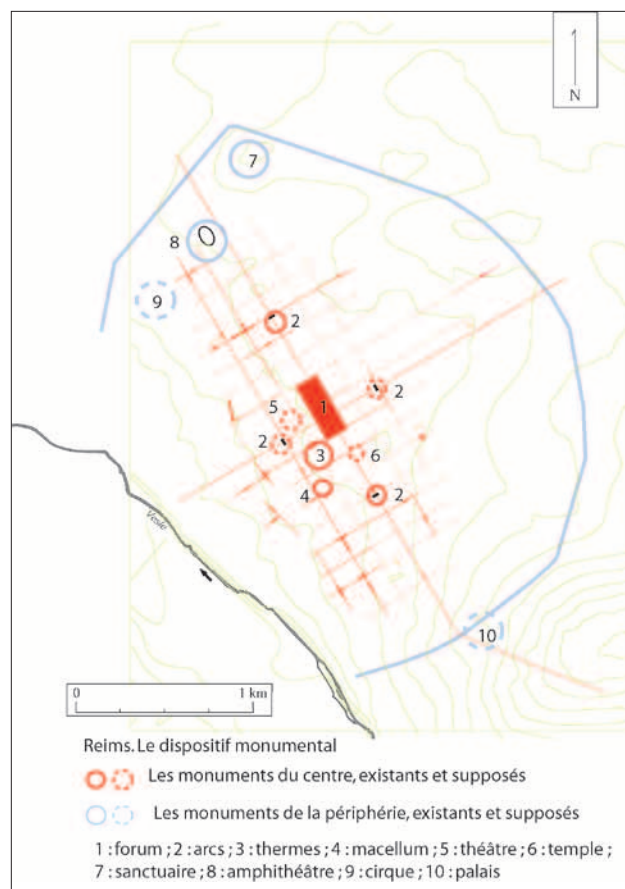 N
7
8
9
2
2
5
1
2
3
6
4
2
Vesle
10
0 1 km
Reims. Le dispositif monumental
Les monuments du centre, existants et supposés
Les monuments de la périphérie, existants et supposés
1 : forum ; 2 : arcs ; 3 : thermes ; 4 : macellum ; 5 : théâtre ; 6 : temple ;
7 : sanctuaire ; 8 : amphithéâtre ; 9 : cirque ; 10 : palais